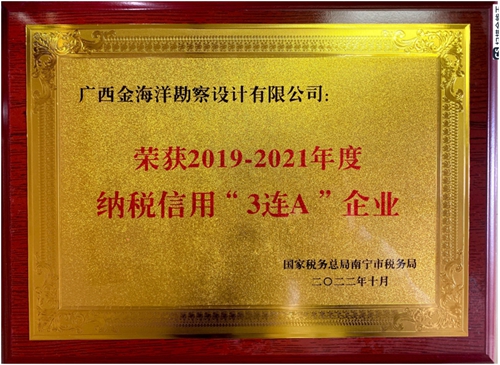 广西金海洋勘察设计有限公司:
荣获2019-2021年度
纳税信用“3连A”企业
国家税务总局南宁市税务局
二〇二二年十月